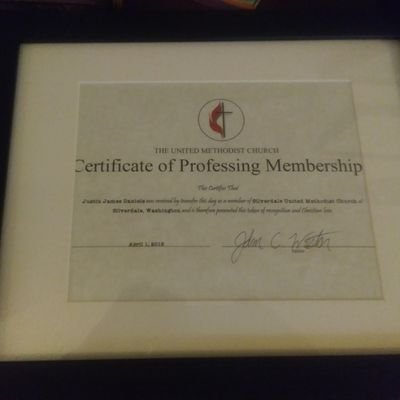 THE UNITED METHODIST CHURCH
Certificate of Professing Membership
This Certifies That
Justin James Daniels was received by transfer this day as a member of Silverdale United Methodist Church of
Silverdale, Washington and is therefore presented this token of recognition and Christian love.
April 1, 2018
John C. Weston